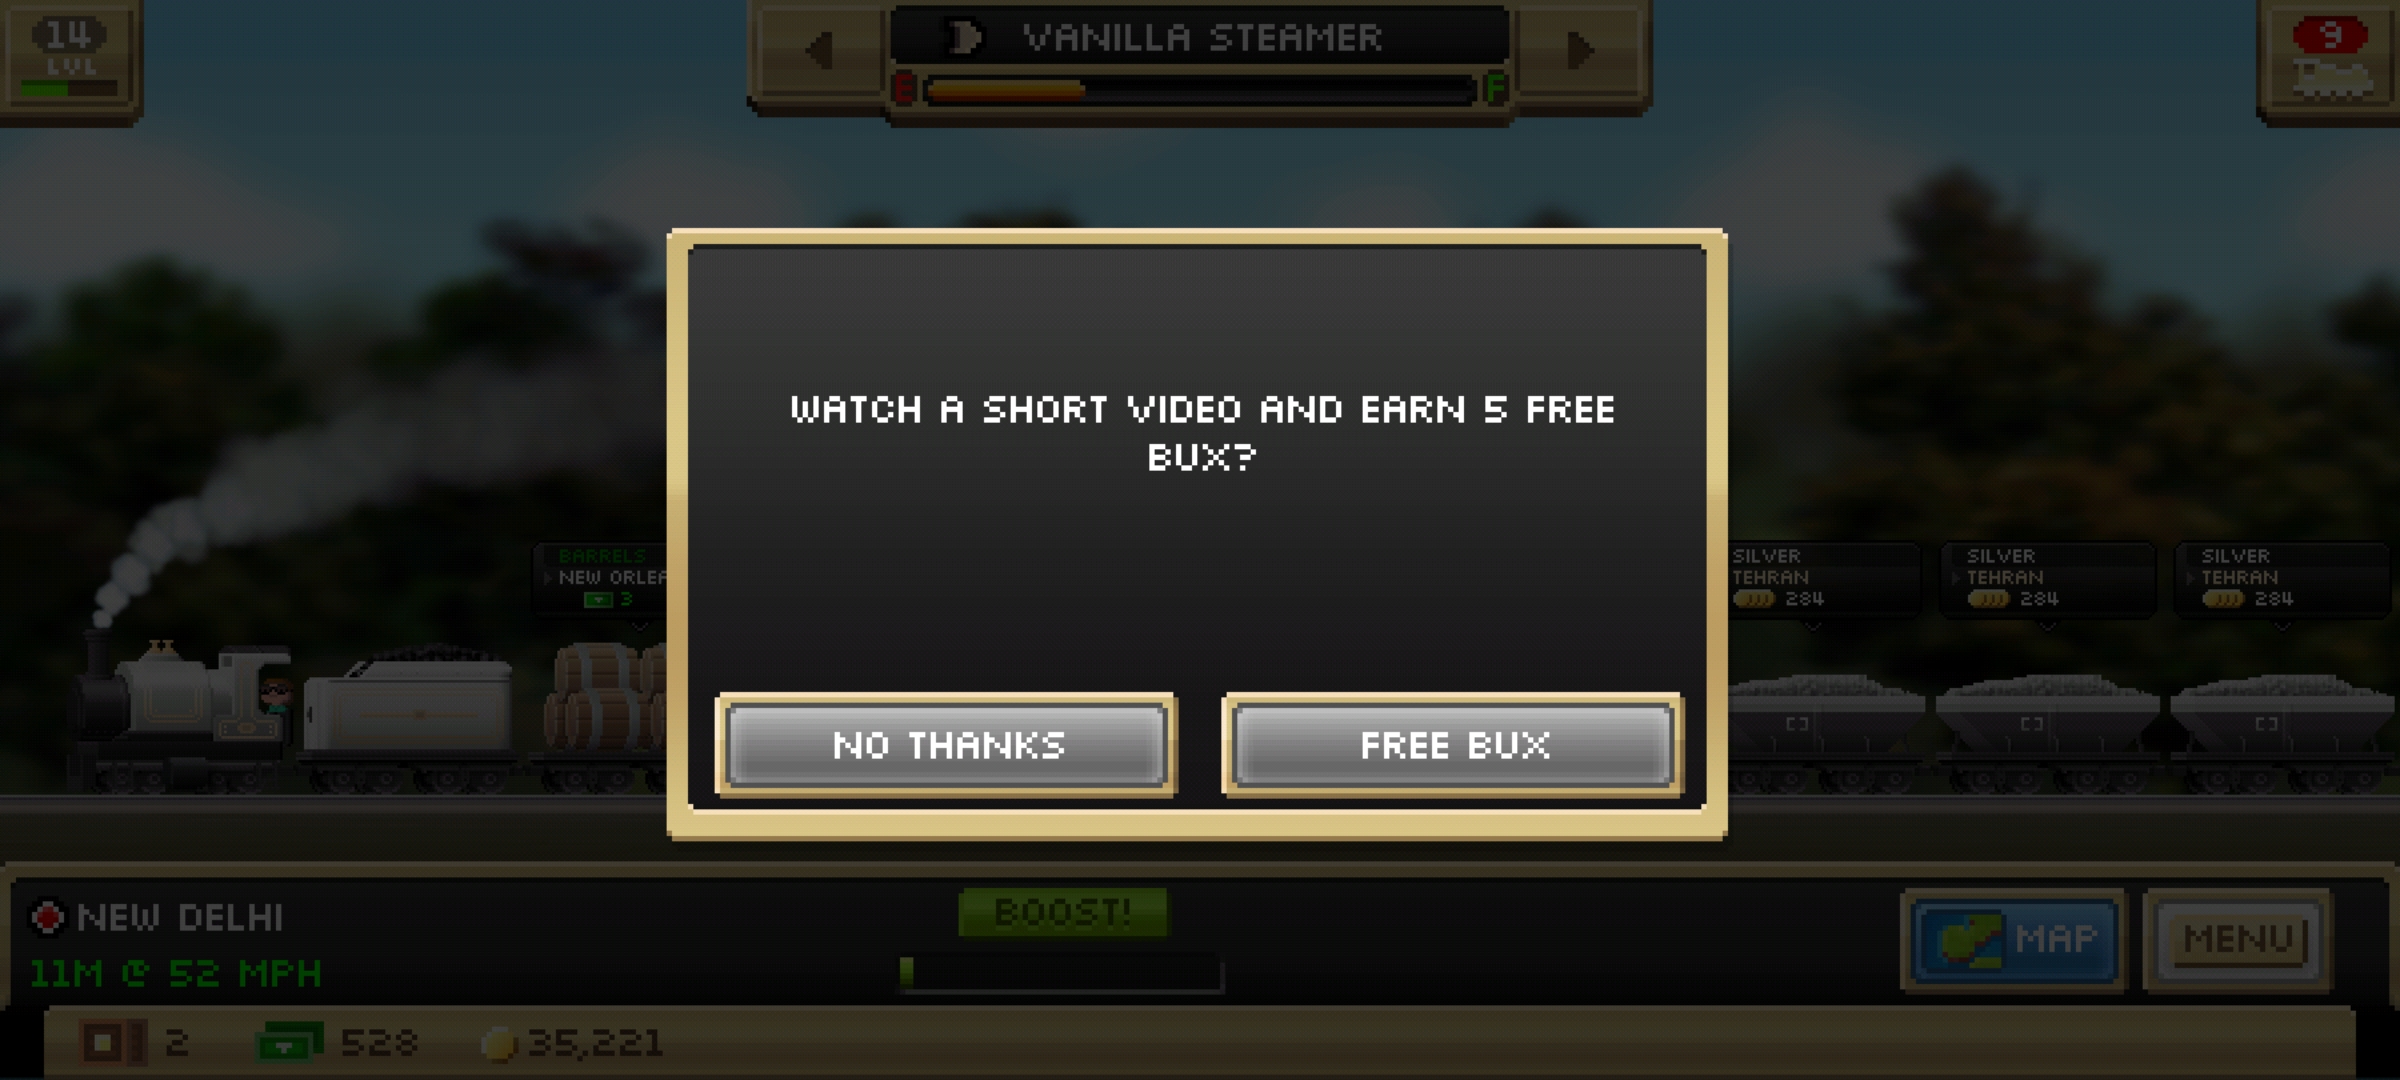 14
LVL
VANILLA STEAMER
E F
9
WATCH A SHORT VIDEO AND EARN 5 FREE
BUX?
NO THANKS
FREE BUX
BARRELS
NEW ORLEA
3
SILVER
TEHRAN
284
SILVER
TEHRAN
284
SILVER
TEHRAN
284
NEW DELHI
11M @ 52 MPH
BOOST!
MAP
MENU
2
528
35,221